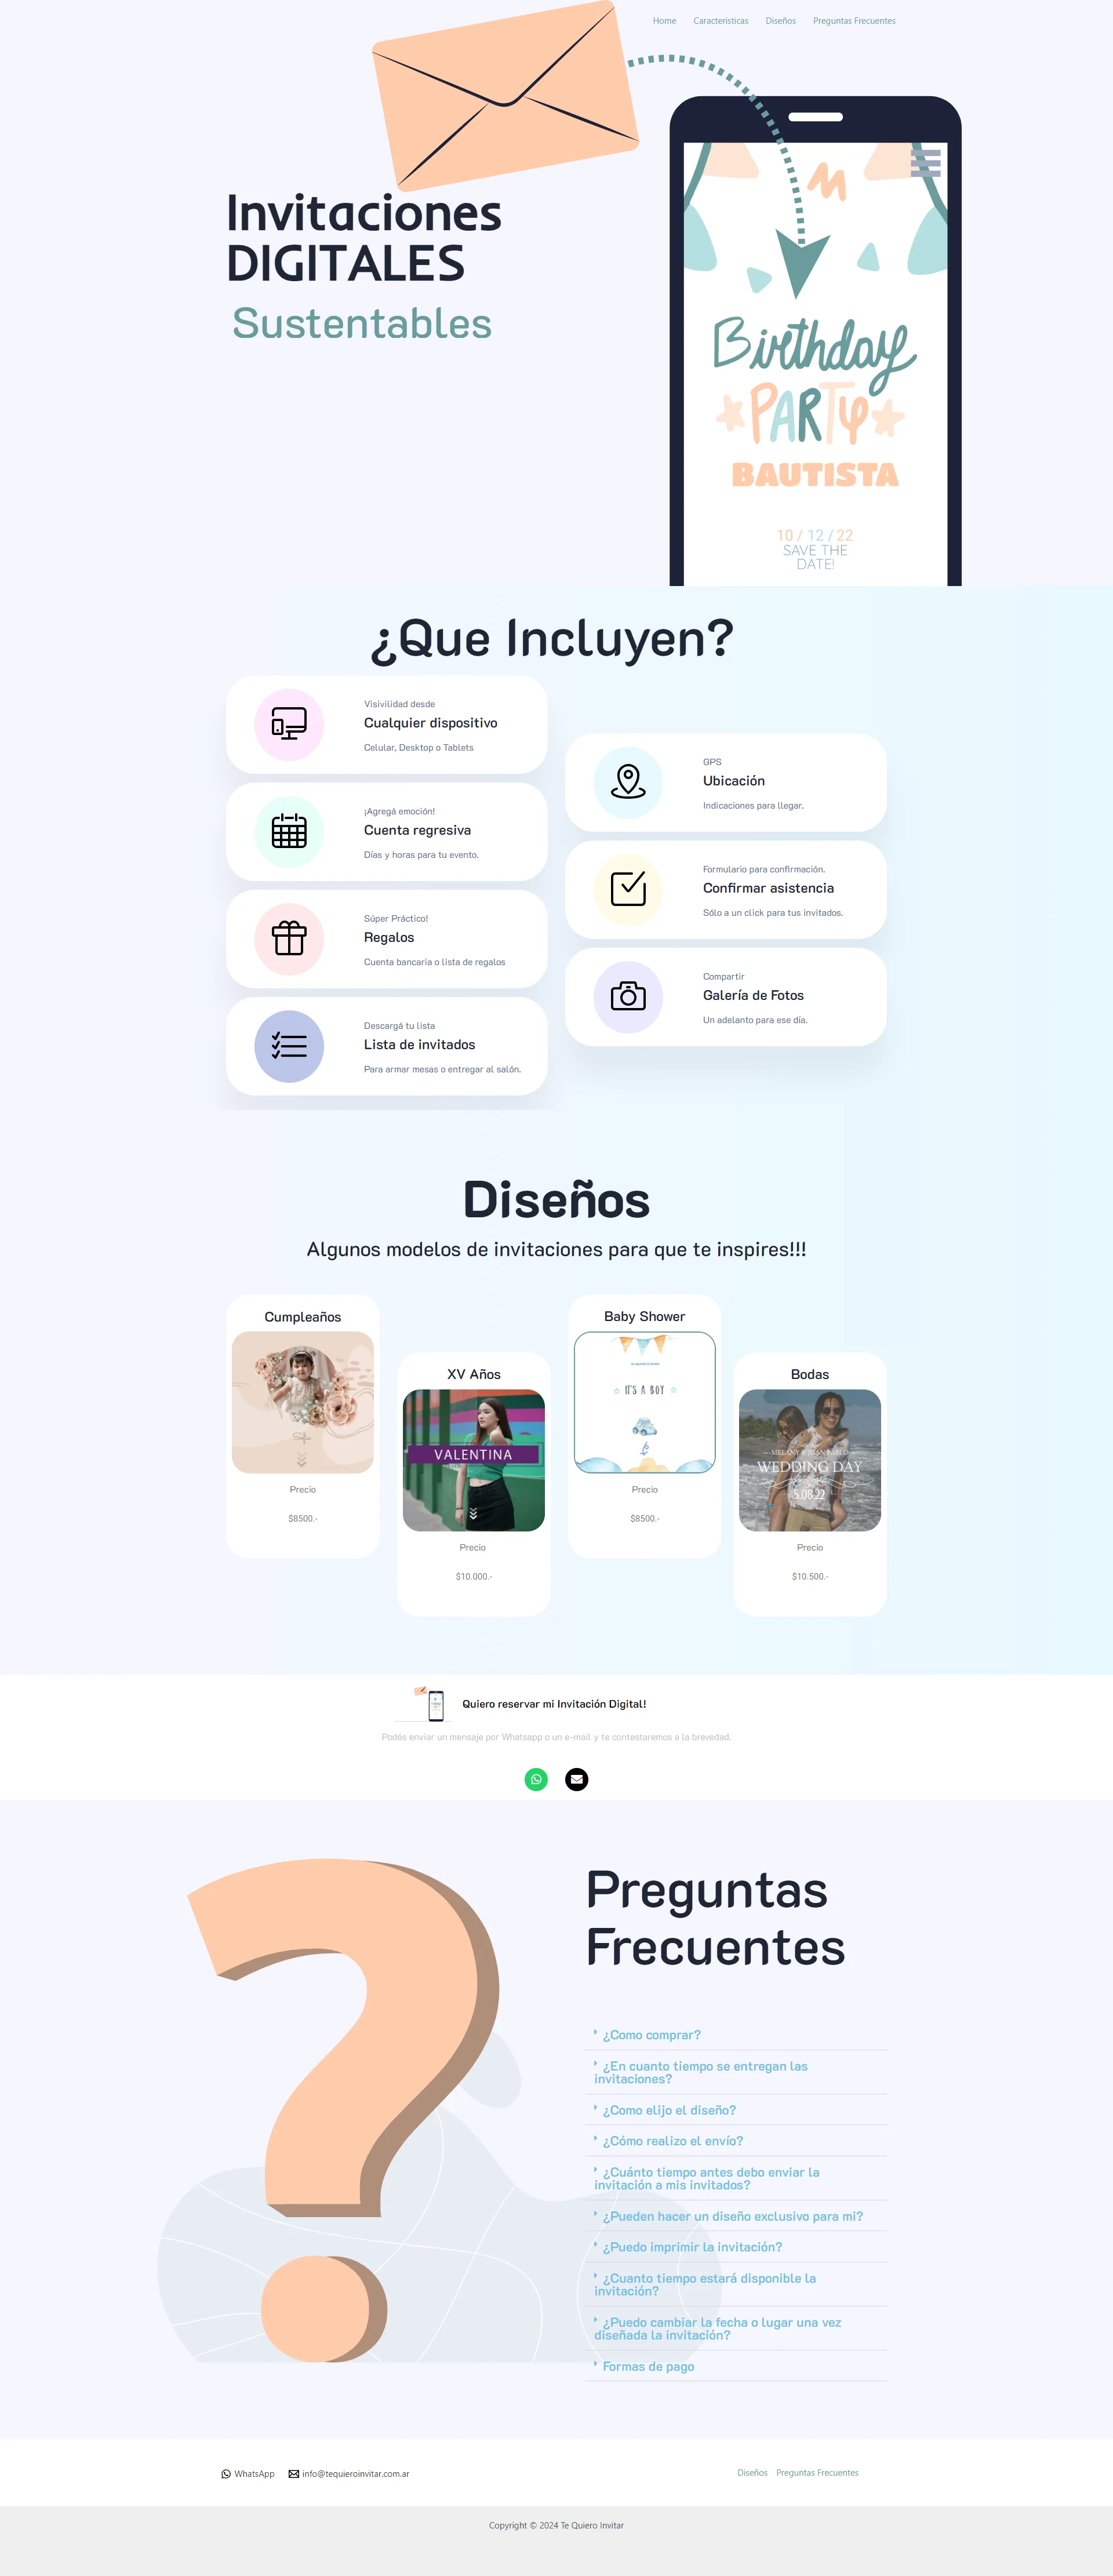 Home Caracteristicas Diseños Preguntas Frecuentes
Invitaciones
DIGITALES
Sustentables
Birthday
PARTY
BAUTISTA
10 / 12 / 22
SAVE THE
DATE!
¿Que Incluyen?
Visivilidad desde
Cualquier dispositivo
Celular, Desktop o Tablets
¡Agregá emoción!
Cuenta regresiva
Días y horas para tu evento.
Súper Práctico!
Regalos
Cuenta bancaria o lista de regalos
Descargá tu lista
Lista de invitados
Para armar mesas o entregar al salón.
GPS
Ubicación
Indicaciones para llegar.
Formulario para confirmación.
Confirmar asistencia
Sólo a un click para tus invitados.
Compartir
Galería de Fotos
Un adelanto para ese día.
Diseños
Algunos modelos de invitaciones para que te inspires!!!
Cumpleaños
Precio
$8500.-
XV Años
VALENTINA
Precio
$10.000.-
Baby Shower
IT'S A BOY
Precio
$8500.-
Bodas
MELANY & JUAN PABLO
WEDDING DAY
5.08.22
Precio
$10.500.-
Quiero reservar mi Invitación Digital!
Podés enviar un mensaje por Whatsapp o un e-mail y te contestaremos a la brevedad.
Preguntas
Frecuentes
¿Como comprar?
¿En cuanto tiempo se entregan las
invitaciones?
¿Como elijo el diseño?
¿Cómo realizo el envío?
¿Cuánto tiempo antes debo enviar la
invitación a mis invitados?
¿Pueden hacer un diseño exclusivo para mi?
¿Puedo imprimir la invitación?
¿Cuanto tiempo estará disponible la
invitación?
¿Puedo cambiar la fecha o lugar una vez
diseñada la invitación?
Formas de pago
WhatsApp info@tequieroinvitar.com.ar
Diseños Preguntas Frecuentes
Copyright © 2024 Te Quiero Invitar